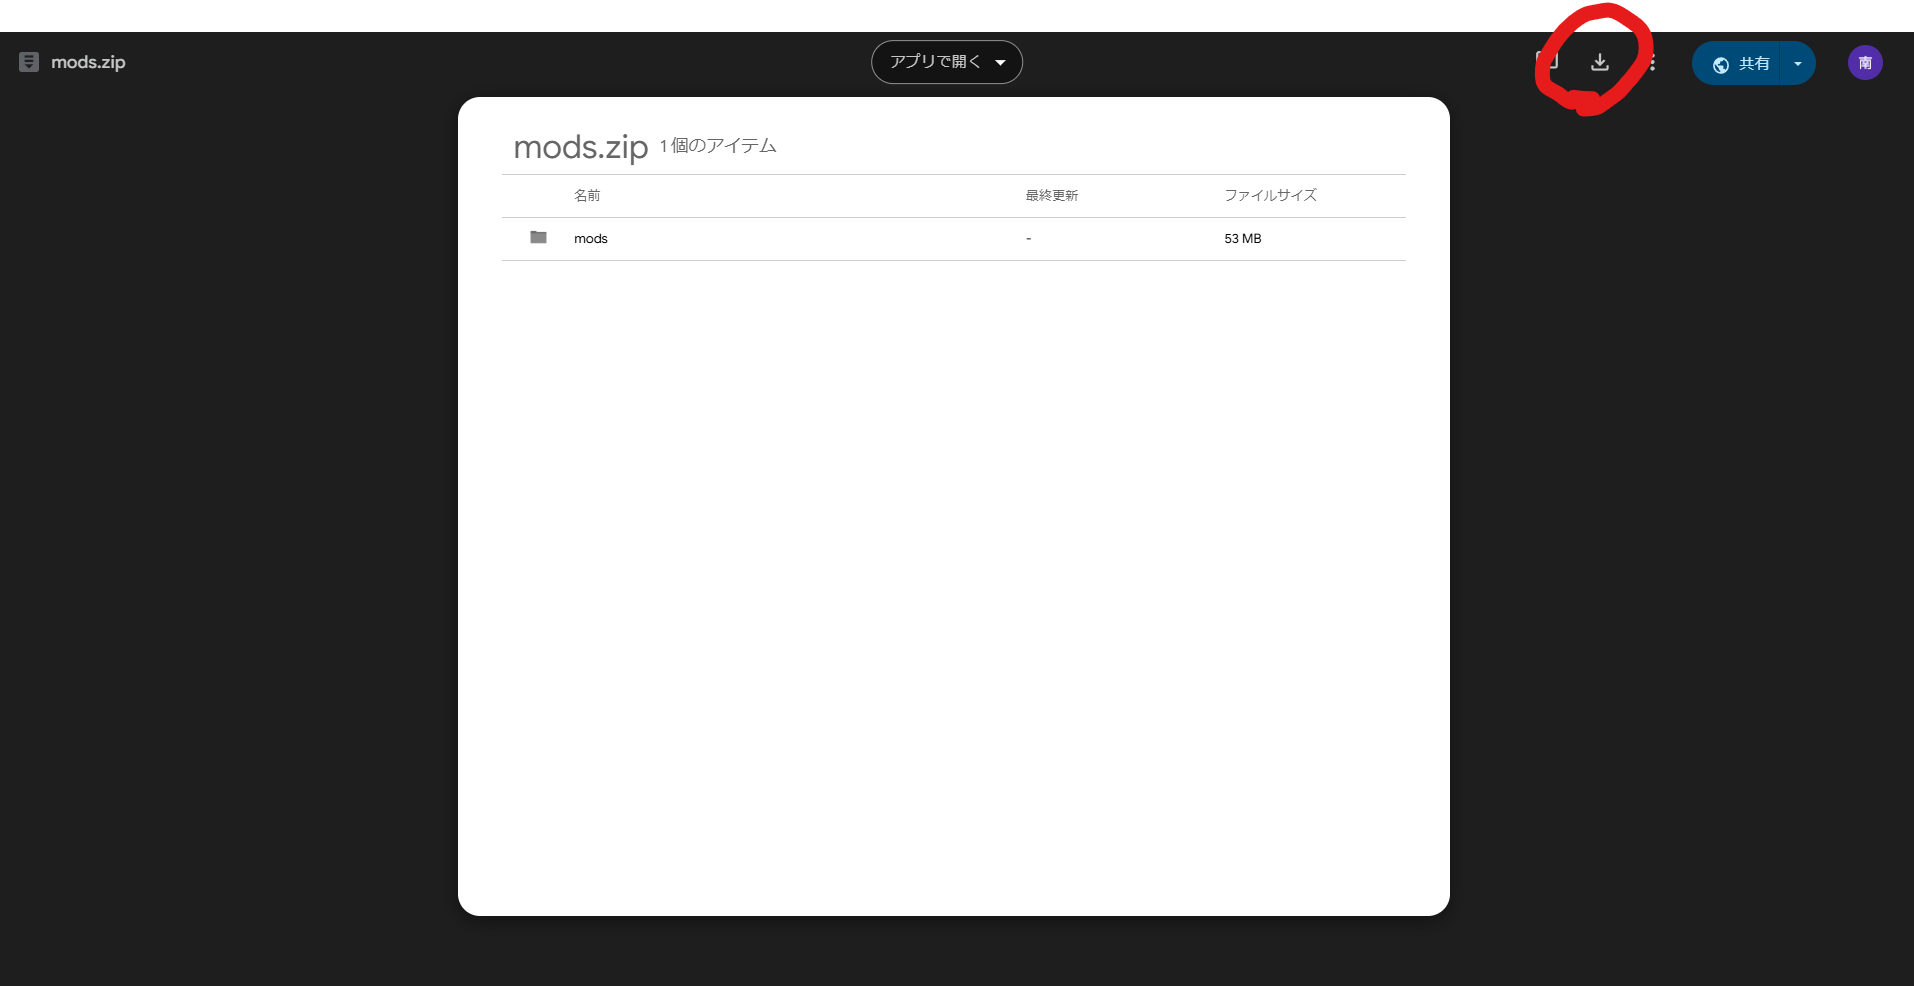 mods.zip
アプリで開く
共有
南
mods.zip 1 個のアイテム
名前 最終更新 ファイルサイズ
mods - 53 MB